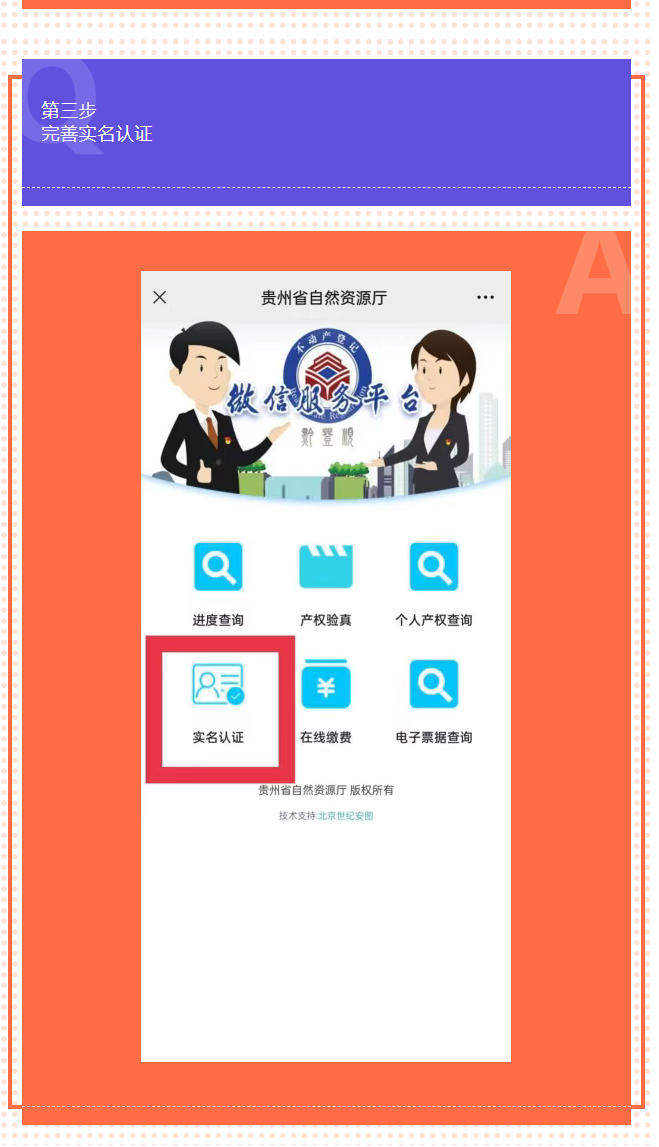 Q
第三步
完善实名认证
A
贵州省自然资源厅
不动产登记
微信服务平台
进度查询
产权验真
个人产权查询
实名认证
¥
在线缴费
电子票据查询
贵州省自然资源厅 版权所有
技术支持:北京世纪安图